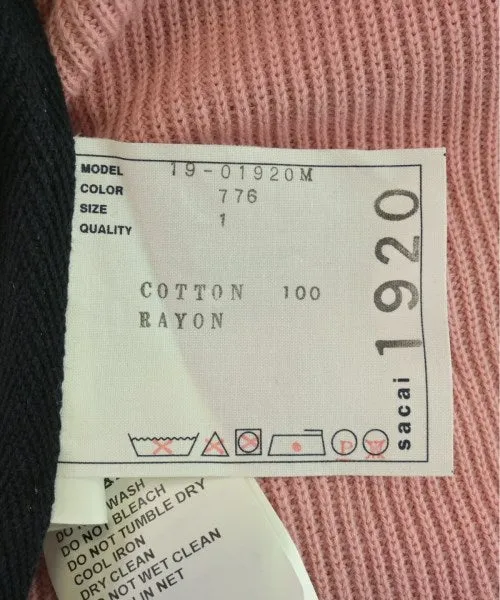 MODEL 19-01920M
COLOR 776
SIZE 1
QUALITY
COTTON 100
RAYON
P
sacai 1920
WASH
DO NOT BLEACH
DO NOT TUMBLE DRY
COOL IRON
DRY CLEAN
NOT WET CLEAN
IN NET